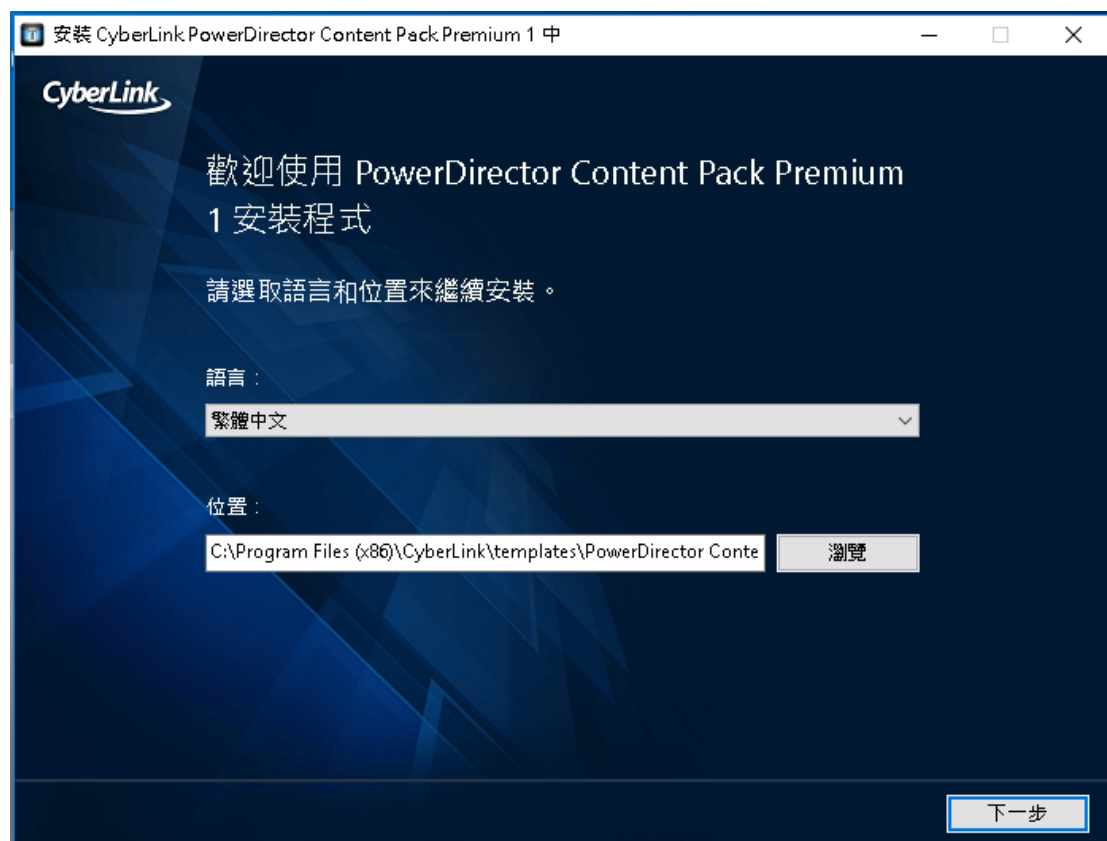 安裝 CyberLink PowerDirector Content Pack Premium 1 中
CyberLink
歡迎使用 PowerDirector Content Pack Premium
1 安裝程式
請選取語言和位置來繼續安裝。
語言：
繁體中文
位置：
C:\Program Files (x86)\CyberLink\templates\PowerDirector Conte
瀏覽
下一步